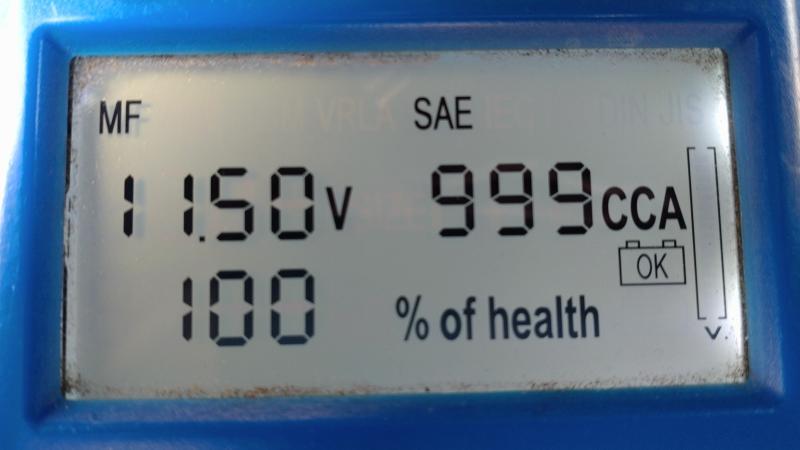 MF SAE
11.50 V 999 CCA
OK
100 % of health